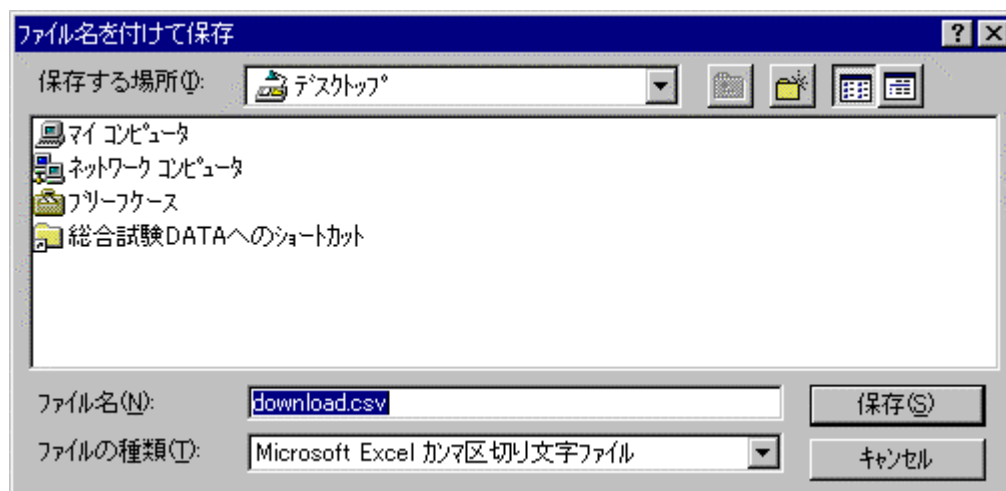 ファイル名を付けて保存
保存する場所(I):
デスクトップ
マイ コンピュータ
ネットワーク コンピュータ
ブリーフケース
総合試験DATAへのショートカット
ファイル名(N): download.csv 保存(S)
ファイルの種類(T): Microsoft Excel カンマ区切り文字ファイル キャンセル